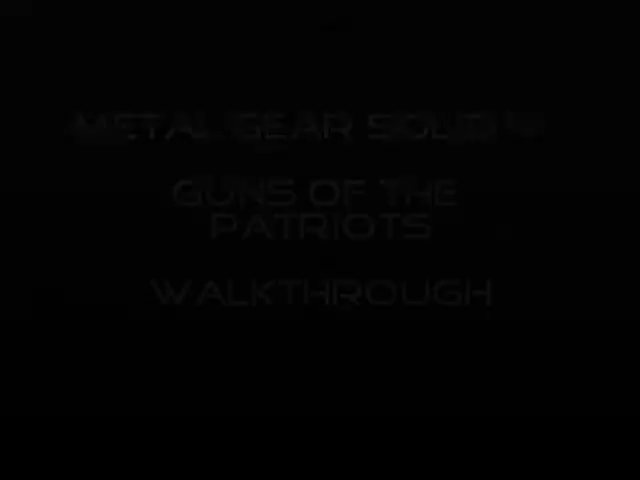 METAL GEAR SOLID 4
GUNS OF THE
PATRIOTS
WALKTHROUGH